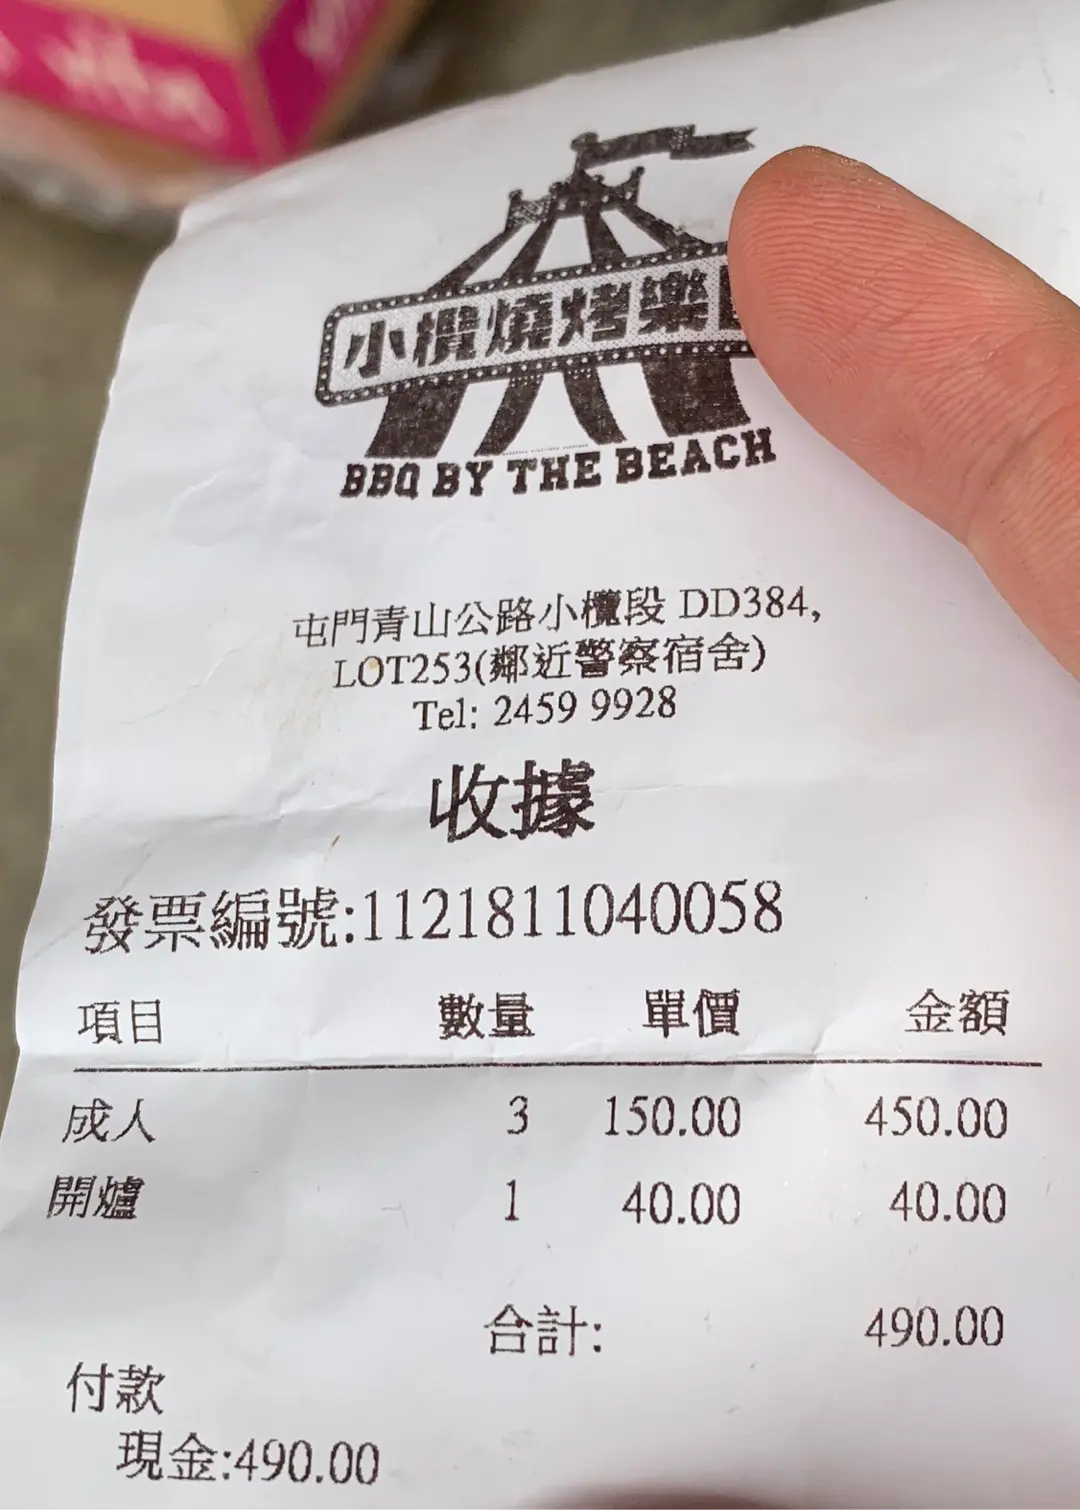 小欖燒烤樂
BBQ BY THE BEACH
屯門青山公路小欖段 DD384,
LOT253(鄰近警察宿舍)
Tel: 2459 9928
收據
發票編號:1121811040058
項目 數量 單價 金額
成人 3 150.00 450.00
開爐 1 40.00 40.00
合計: 490.00
付款
現金:490.00